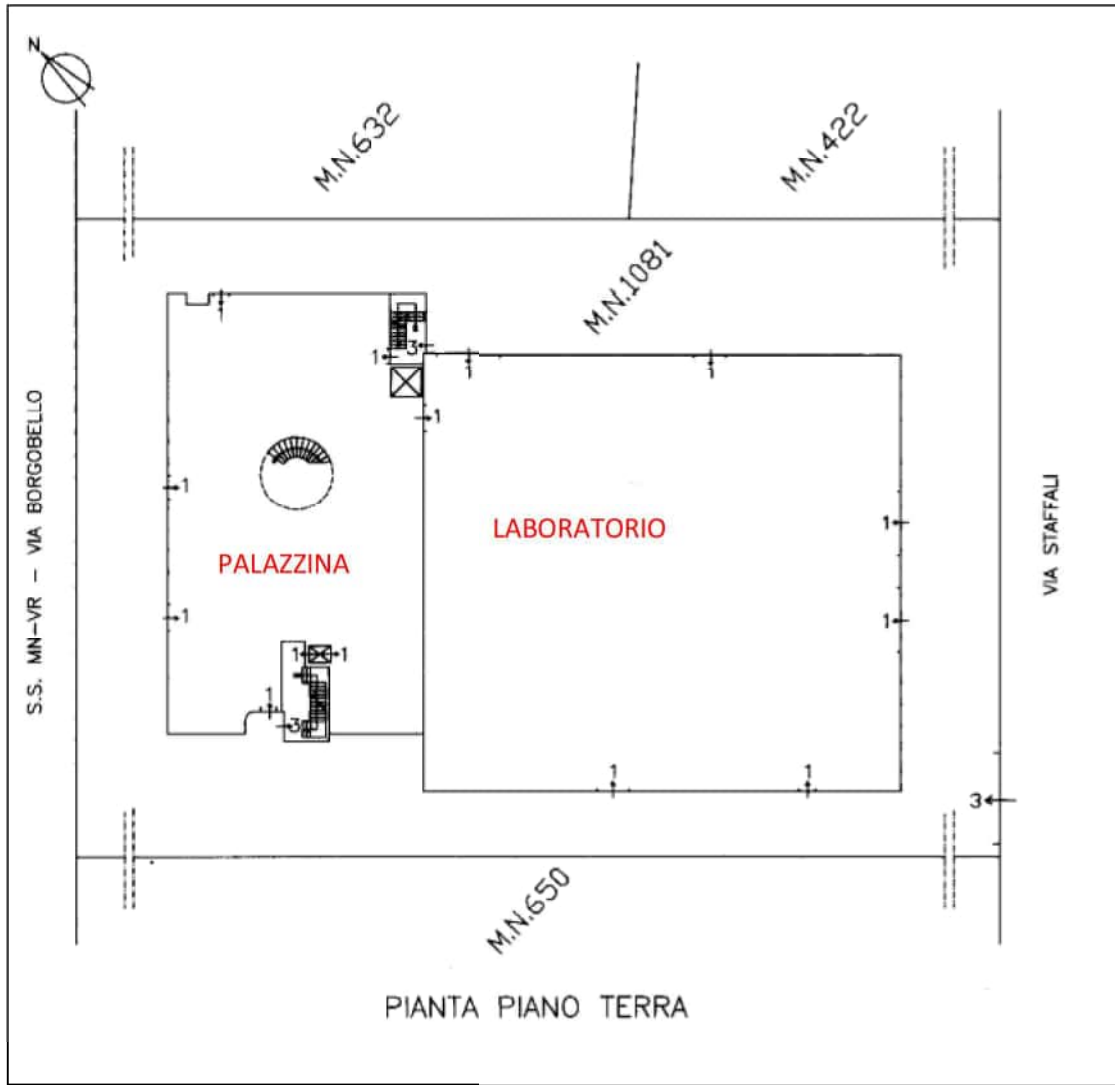 N
M.N.632
M.N.422
M.N.1081
1
3
1
1
1
1
S.S. MN-VR - VIA BORGOBELLO
1
LABORATORIO
1
VIA STAFFALI
PALAZZINA
1
1
1
1
1
3
1
1
3
M.N.650
PIANTA PIANO TERRA